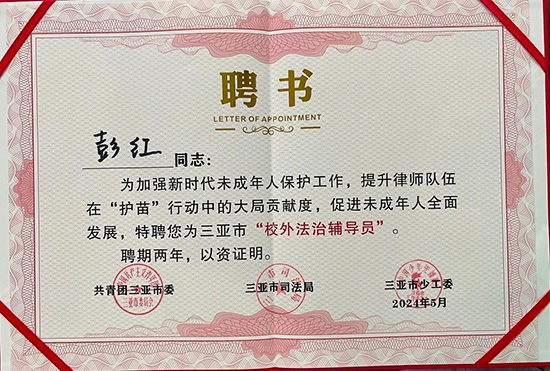 聘书
LETTER OF APPOINTMENT
彭红 同志：
为加强新时代未成年人保护工作，提升律师队伍
在“护苗”行动中的大局贡献度，促进未成年人全面
发展，特聘您为三亚市“校外法治辅导员”。
聘期两年，以资证明。
共青团三亚市委 三亚市司法局 三亚市少工委
2024年5月